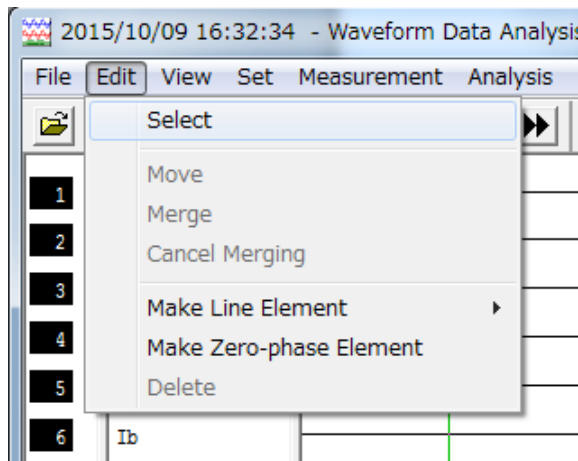 2015/10/09 16:32:34 - Waveform Data Analysis
File Edit View Set Measurement Analysis
Select
Move
1
Merge
2
Cancel Merging
3
Make Line Element
4
Make Zero-phase Element
5
Delete
6 Ib